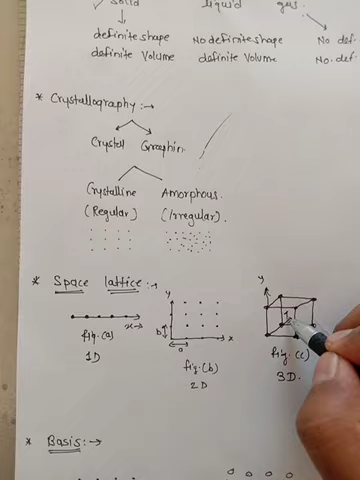 solid liquid gas
definite shape No definite shape No def.
definite Volume definite Volume No. def.
* Crystallography :→
Crystal Graphin
Crystalline Amorphous.
(Regular) (Irregular).
* Space lattice :→
y y
x→ b x
fig.(a) a fig.(c)
1D fig.(b) 3D.
2D
* Basis :→